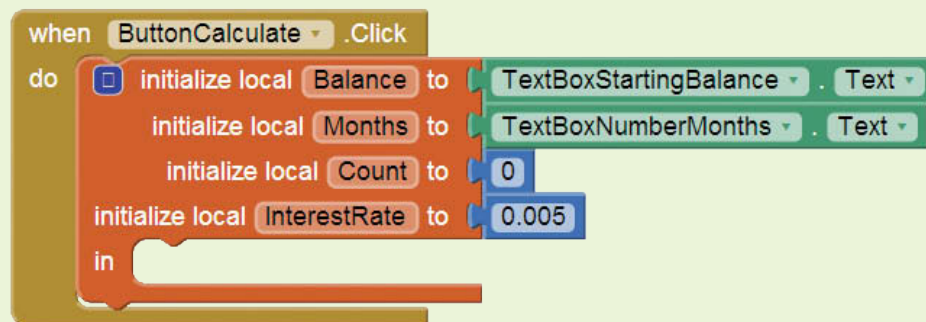 when ButtonCalculate .Click
do initialize local Balance to TextBoxStartingBalance . Text
initialize local Months to TextBoxNumberMonths . Text
initialize local Count to 0
initialize local InterestRate to 0.005
in